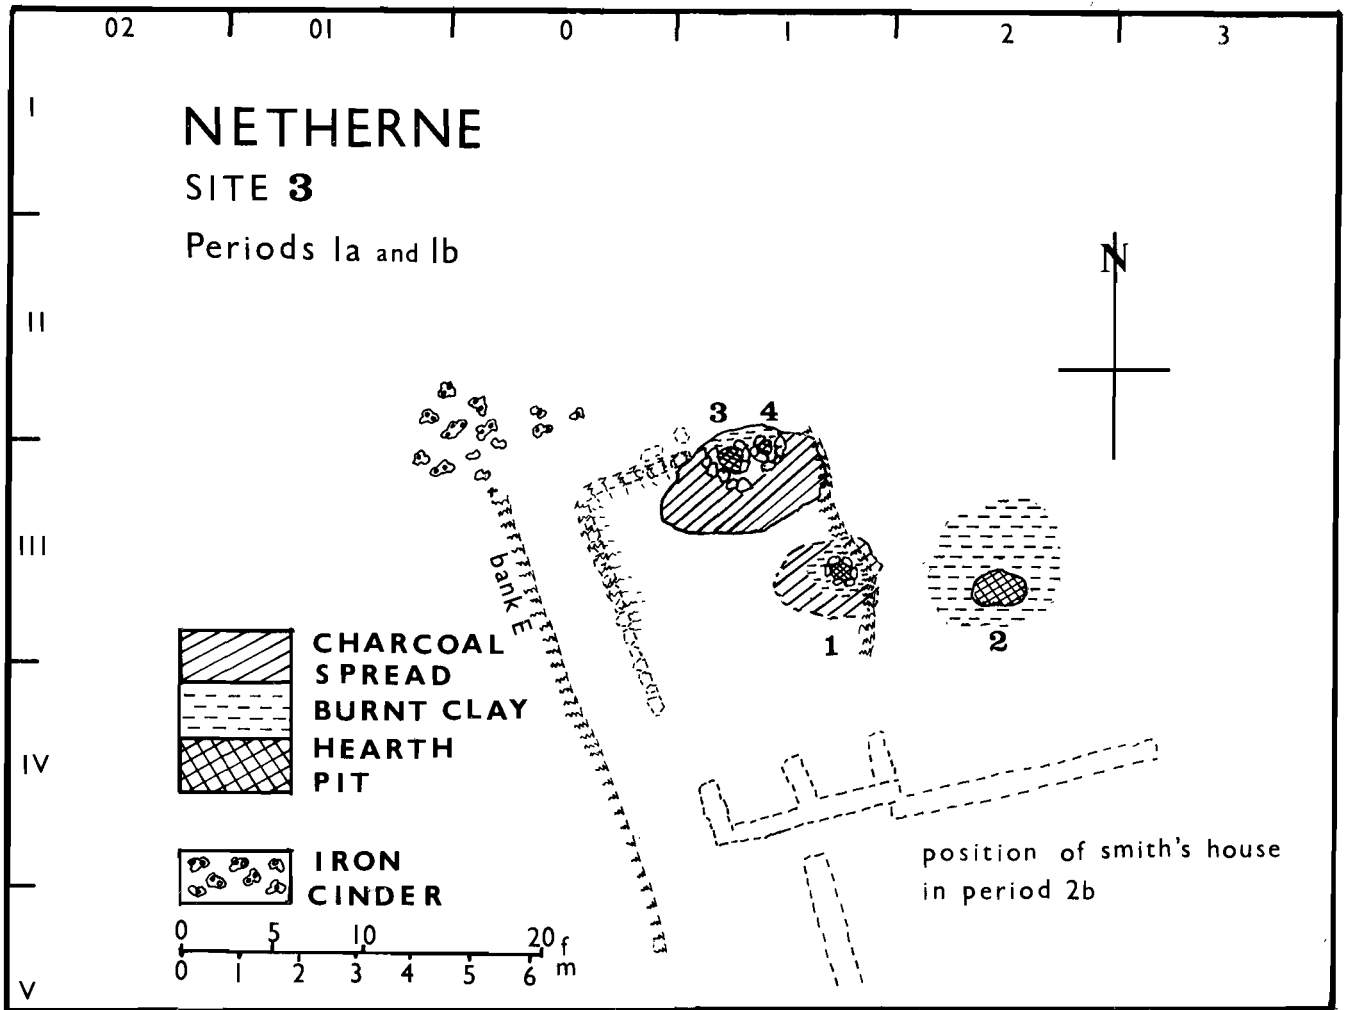 02 01 0 1 2 3
I
NETHERNE
SITE 3
Periods Ia and Ib
N
II
3 4
III
bank E
1 2
CHARCOAL
SPREAD
BURNT CLAY
HEARTH
PIT
IV
IRON
CINDER
position of smith's house
in period 2b
0 5 10 20 f
0 1 2 3 4 5 6 m
V